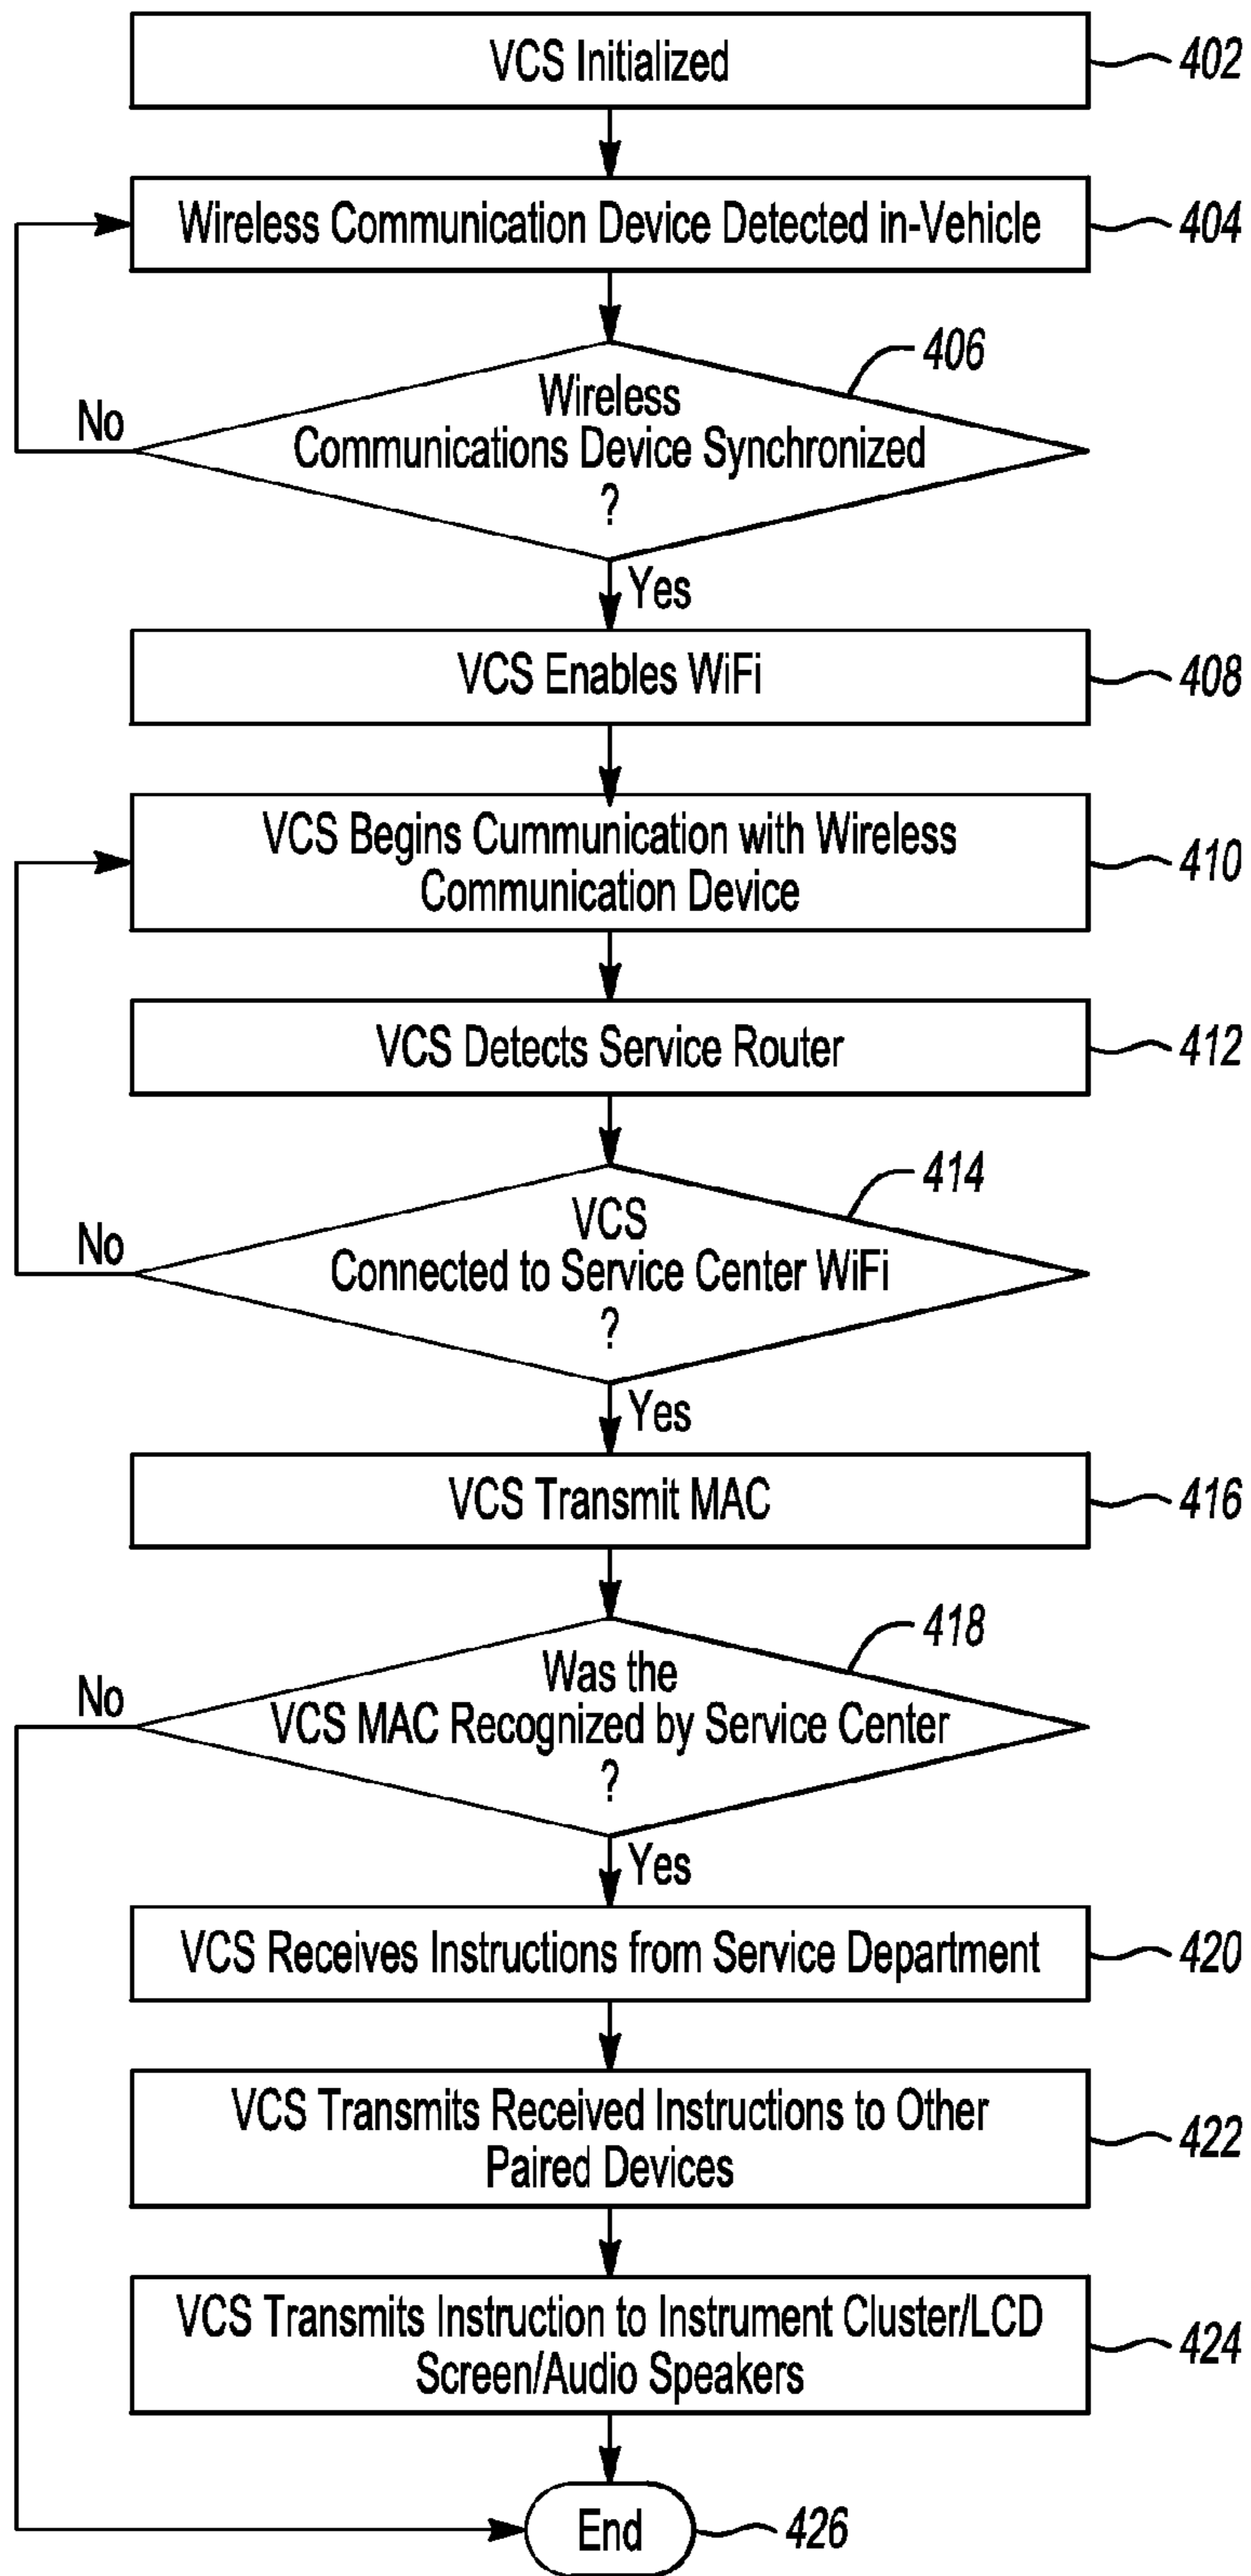 VCS Initialized
402
Wireless Communication Device Detected in-Vehicle
404
406
Wireless
Communications Device Synchronized
?
No
Yes
VCS Enables WiFi
408
VCS Begins Cummunication with Wireless
Communication Device
410
VCS Detects Service Router
412
414
VCS
Connected to Service Center WiFi
?
No
Yes
VCS Transmit MAC
416
418
Was the
VCS MAC Recognized by Service Center
?
No
Yes
VCS Receives Instructions from Service Department
420
VCS Transmits Received Instructions to Other
Paired Devices
422
VCS Transmits Instruction to Instrument Cluster/LCD
Screen/Audio Speakers
424
End
426